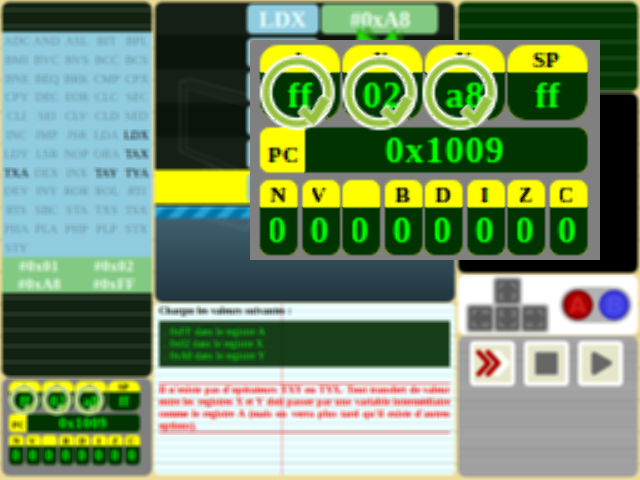 LDX #0xA8
ADC AND ASL BIT BPL
BMI BVC BVS BCC BCS
BNE BEQ BRK CMP CPX
CPY DEC EOR CLC SEC
CLI SEI CLV CLD SED
INC JMP JSR LDA LDX
LDY LSR NOP ORA TAX
TXA DEX INX TAY TYA
DEY INY ROR ROL RTI
RTS SBC STA TXS TSX
PHA PLA PHP PLP STX
STY
#0x01 #0x02
#0xA8 #0xFF
SP
ff 02 a8 ff
PC 0x1009
N V B D I Z C
0 0 0 0 0 0 0 0
Charger les valeurs suivantes :
0xFF dans le registre A
0x02 dans le registre X
0xA8 dans le registre Y
Il n'existe pas d'opérateurs TXY ou TYX. Tout transfert de valeur
entre les registres X et Y doit passer par une variable intermédiaire
comme le registre A (mais on verra plus tard qu'il existe d'autres
options).
SP
ff 02 a8 ff
PC 0x1009
N V B D I Z C
0 0 0 0 0 0 0 0
A B